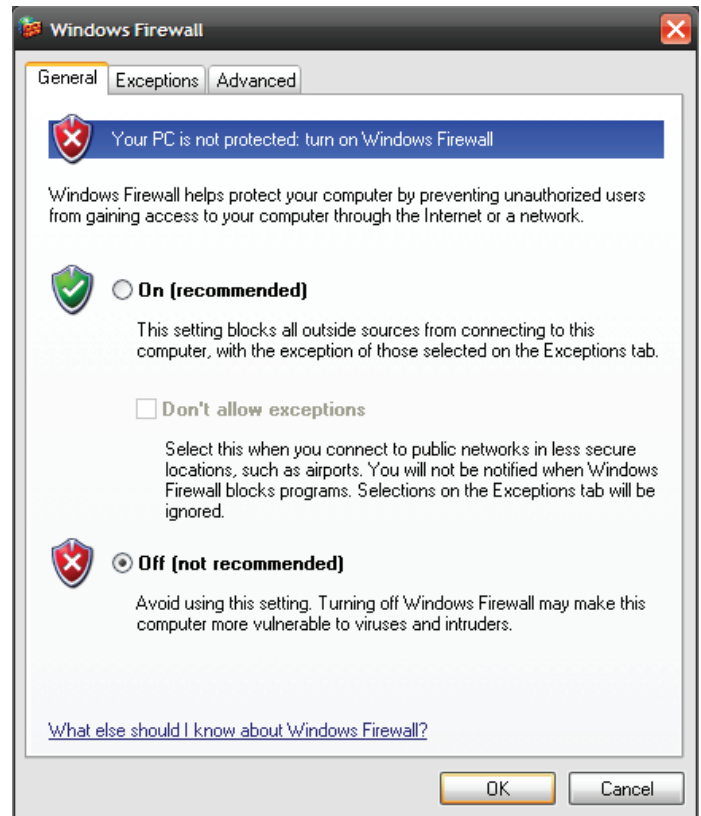 Windows Firewall
General Exceptions Advanced
Your PC is not protected: turn on Windows Firewall
Windows Firewall helps protect your computer by preventing unauthorized users
from gaining access to your computer through the Internet or a network.
On (recommended)
This setting blocks all outside sources from connecting to this
computer, with the exception of those selected on the Exceptions tab.
Don't allow exceptions
Select this when you connect to public networks in less secure
locations, such as airports. You will not be notified when Windows
Firewall blocks programs. Selections on the Exceptions tab will be
ignored.
Off (not recommended)
Avoid using this setting. Turning off Windows Firewall may make this
computer more vulnerable to viruses and intruders.
What else should I know about Windows Firewall?
OK Cancel